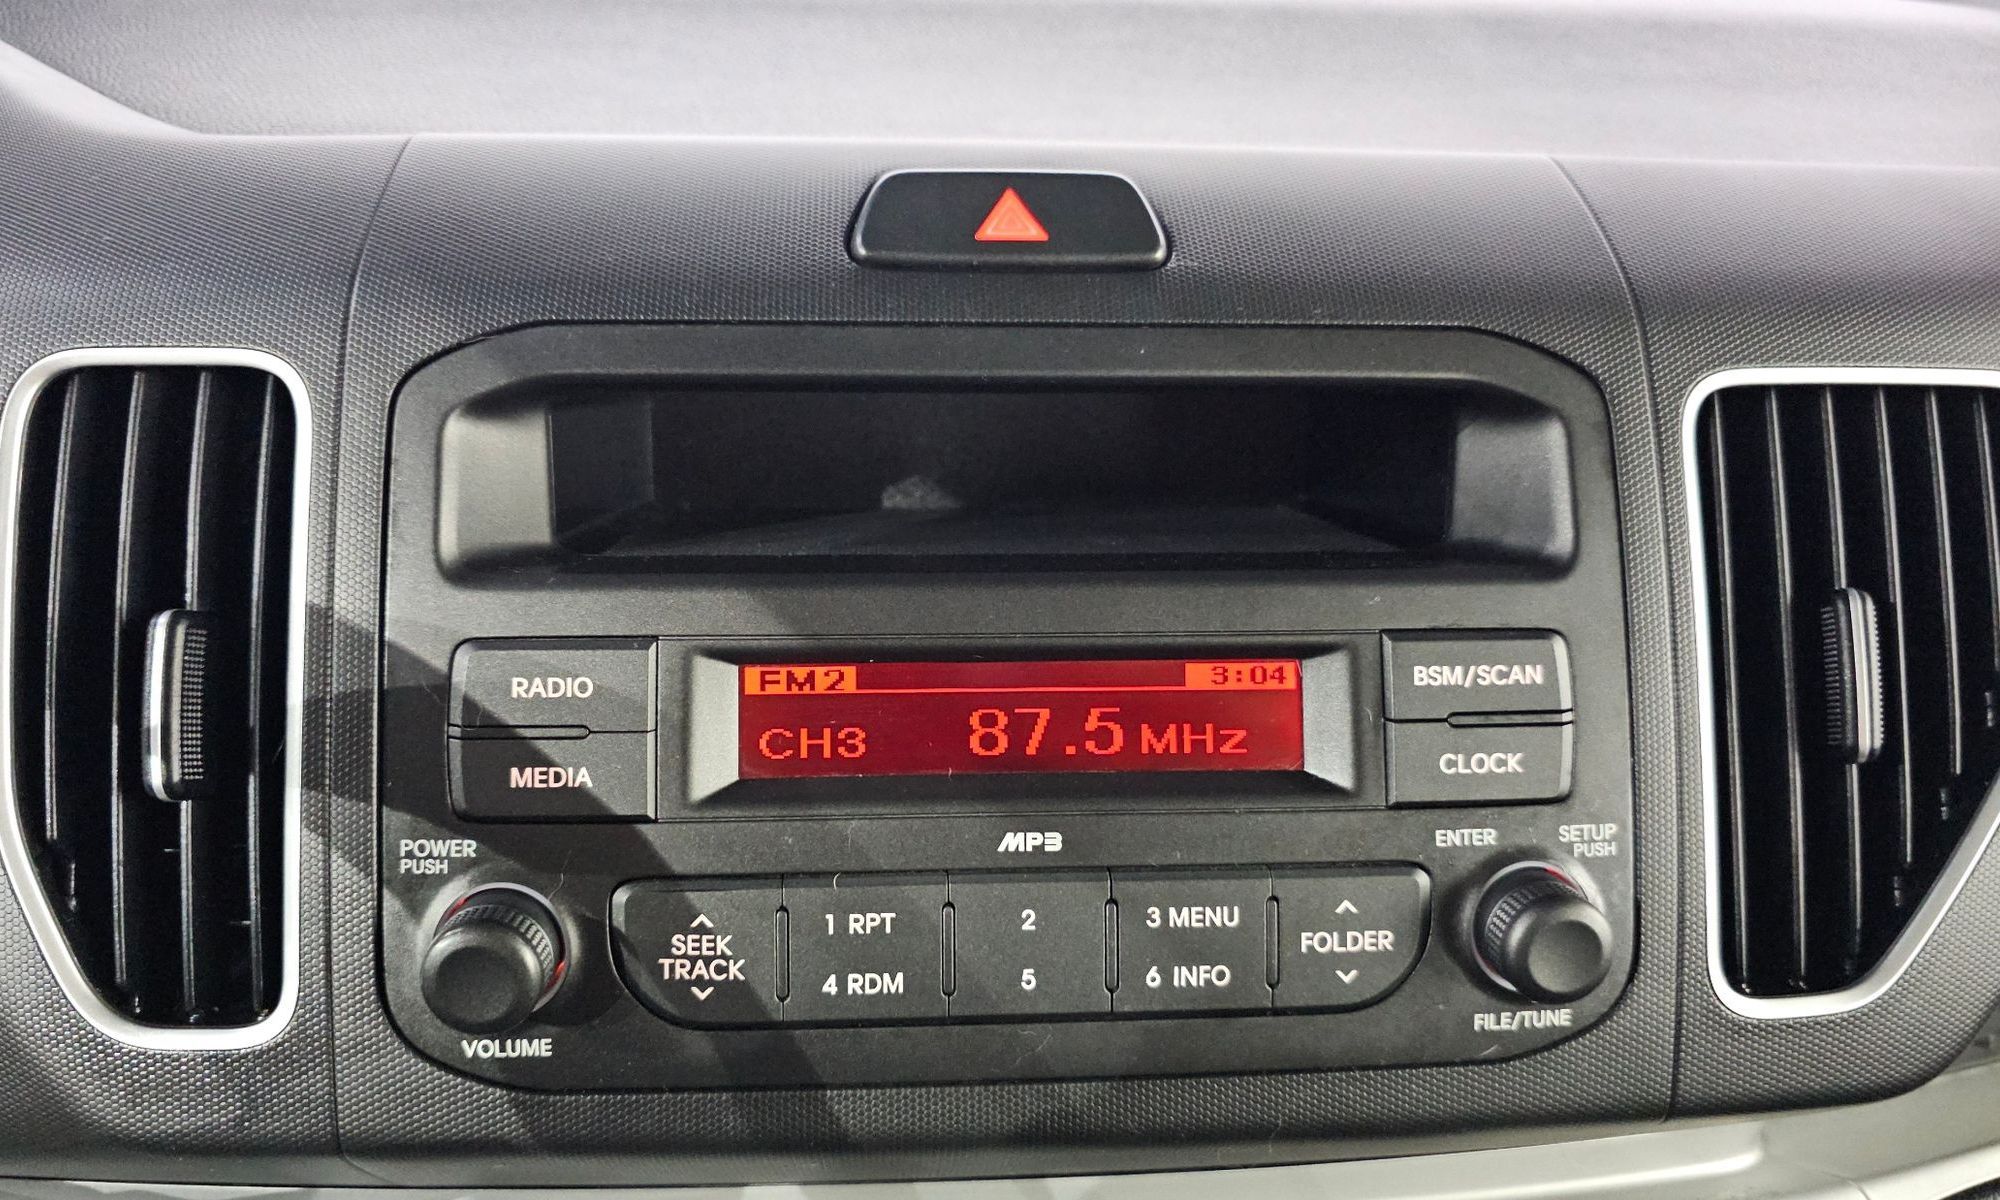 RADIO
MEDIA
FM2 3:04
CH3 87.5 MHz
BSM/SCAN
CLOCK
MP3
POWER
PUSH
VOLUME
SEEK
TRACK
1 RPT
4 RDM
2
5
3 MENU
6 INFO
FOLDER
ENTER
SETUP
PUSH
FILE/TUNE